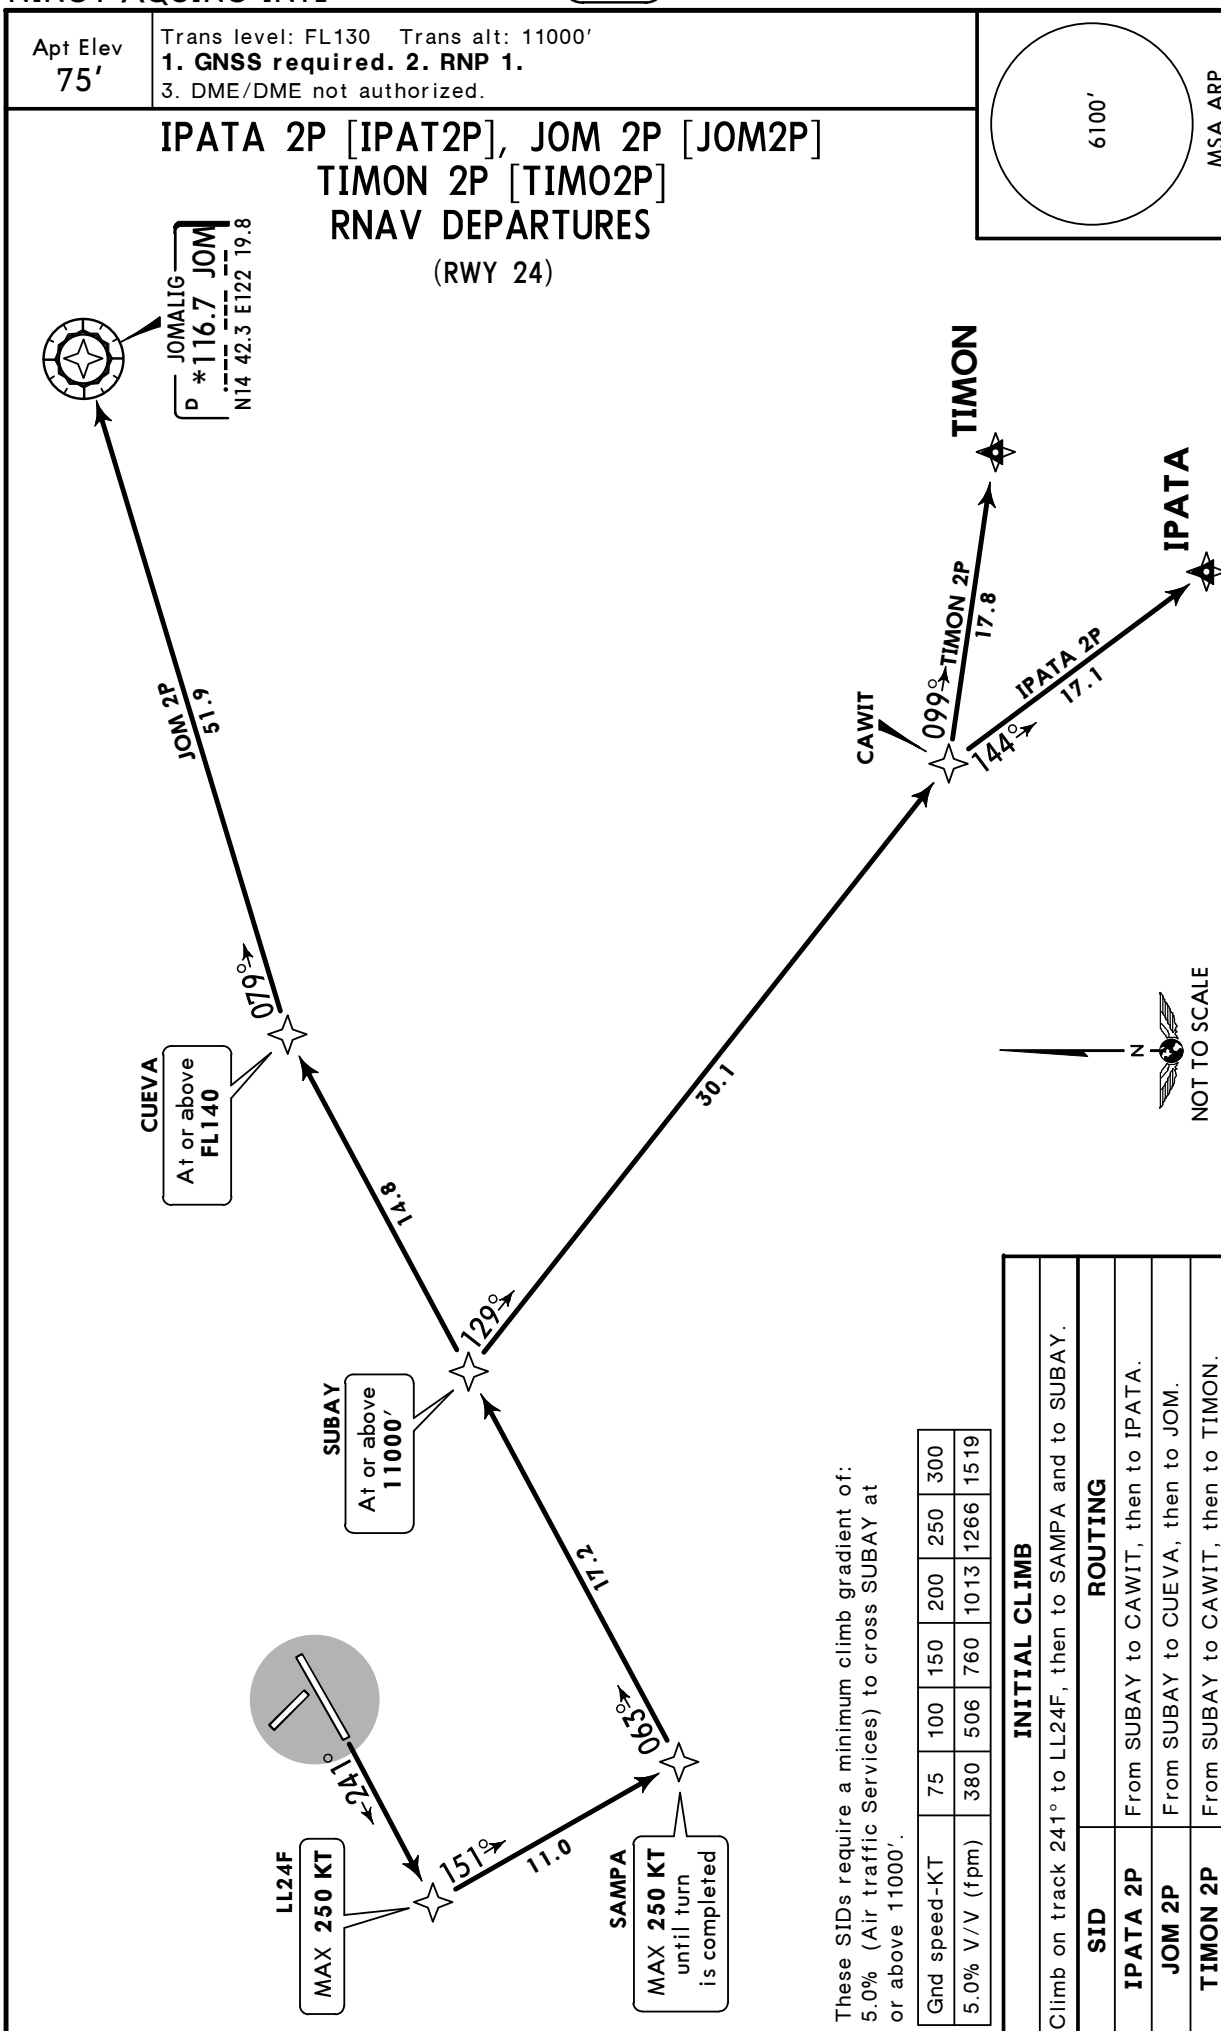 Apt Elev
75'
Trans level: FL130 Trans alt: 11000'
1. GNSS required. 2. RNP 1.
3. DME/DME not authorized.
6100'
MSA ARP
IPATA 2P [IPAT2P], JOM 2P [JOM2P]
TIMON 2P [TIMO2P]
RNAV DEPARTURES
(RWY 24)
JOMALIG
D *116.7 JOM
N14 42.3 E122 19.8
TIMON
IPATA
JOM 2P
51.9
099°
TIMON 2P
17.8
144°
IPATA 2P
17.1
CAWIT
079°
CUEVA
At or above
FL140
14.8
30.1
N
NOT TO SCALE
129°
SUBAY
At or above
11000'
17.2
063°
241°
LL24F
MAX 250 KT
151°
11.0
SAMPA
MAX 250 KT
until turn
is completed
These SIDs require a minimum climb gradient of:
5.0% (Air traffic Services) to cross SUBAY at
or above 11000'.
Gnd speed-KT 75 100 150 200 250 300
5.0% V/V (fpm) 380 506 760 1013 1266 1519
INITIAL CLIMB
Climb on track 241° to LL24F, then to SAMPA and to SUBAY.
SID ROUTING
IPATA 2P From SUBAY to CAWIT, then to IPATA.
JOM 2P From SUBAY to CUEVA, then to JOM.
TIMON 2P From SUBAY to CAWIT, then to TIMON.